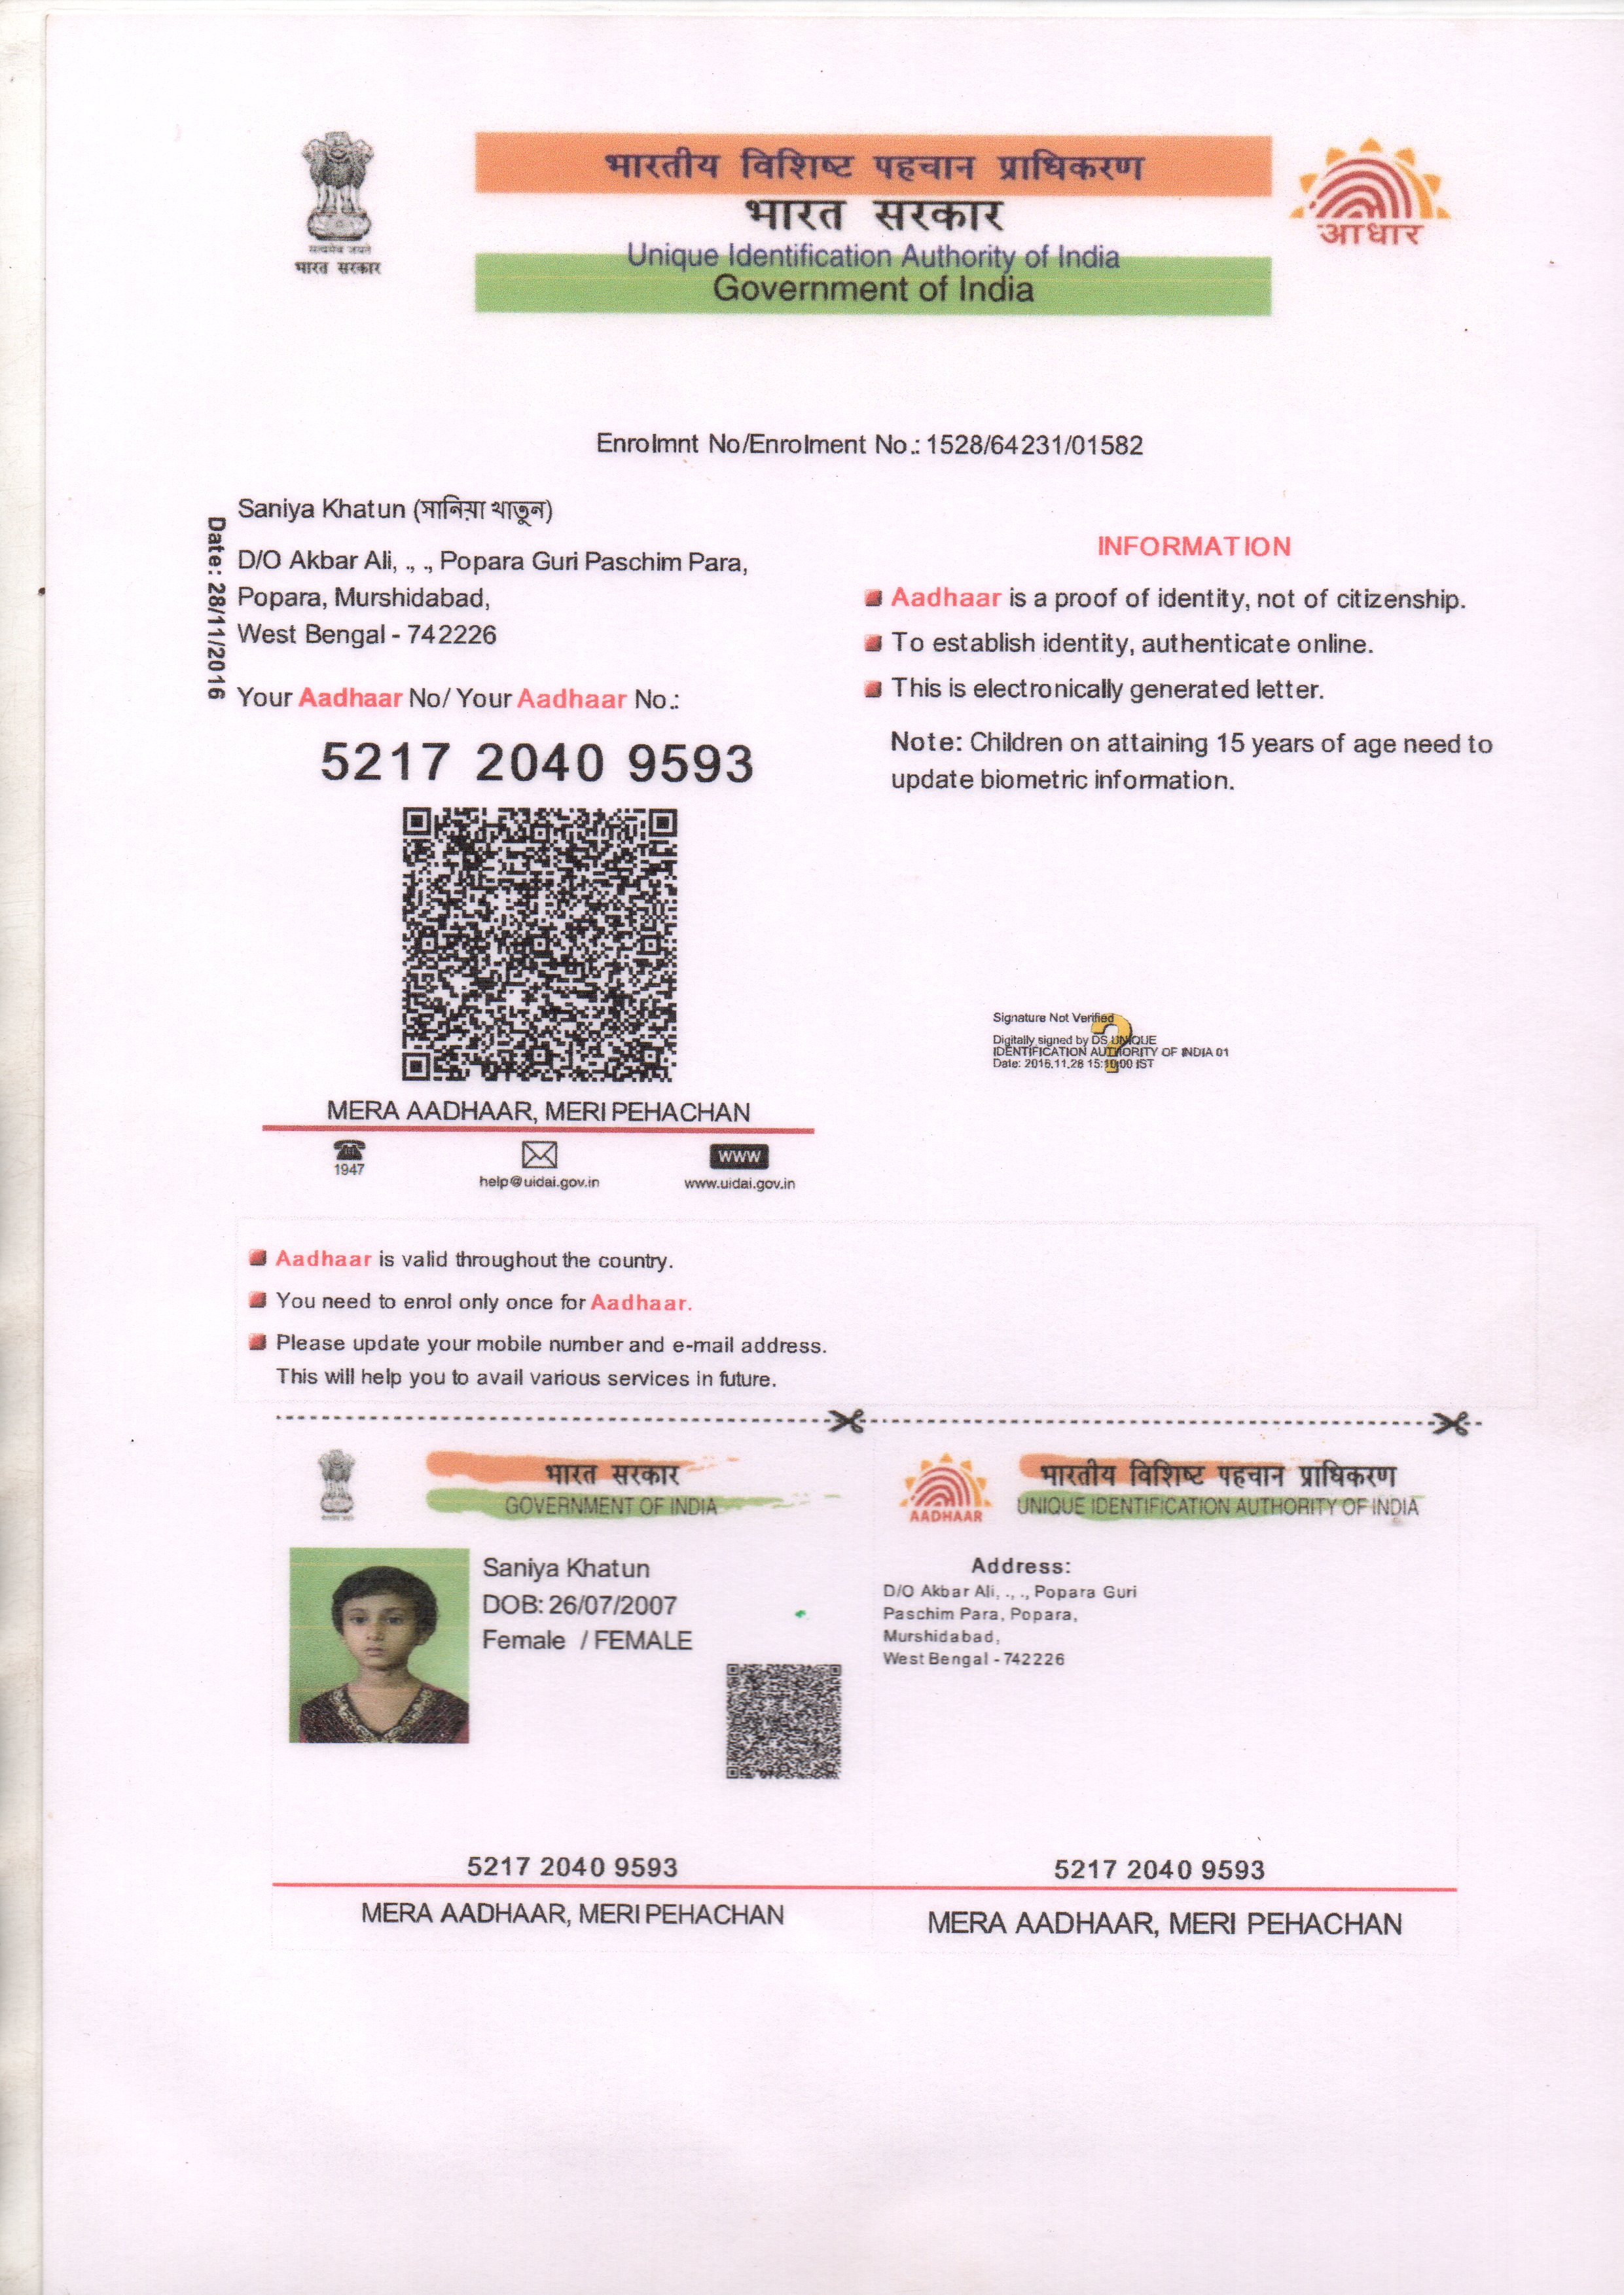 भारतीय विशिष्ट पहचान प्राधिकरण
भारत सरकार
Unique Identification Authority of India
Government of India
सत्यमेव जयते
भारत सरकार
आधार
Enrolmnt No/Enrolment No.: 1528/64231/01582
Date: 28/11/2016
Saniya Khatun (সানিয়া খাতুন)
D/O Akbar Ali, ., ., Popara Guri Paschim Para,
Popara, Murshidabad,
West Bengal - 742226
Your Aadhaar No/ Your Aadhaar No.:
5217 2040 9593
MERA AADHAAR, MERI PEHACHAN
1947
help@uidai.gov.in
www
www.uidai.gov.in
INFORMATION
Aadhaar is a proof of identity, not of citizenship.
To establish identity, authenticate online.
This is electronically generated letter.
Note: Children on attaining 15 years of age need to
update biometric information.
Signature Not Verified
Digitally signed by DS UNIQUE
IDENTIFICATION AUTHORITY OF INDIA 01
Date: 2016.11.28 15:10:00 IST
Aadhaar is valid throughout the country.
You need to enrol only once for Aadhaar.
Please update your mobile number and e-mail address.
This will help you to avail various services in future.
भारत सरकार
GOVERNMENT OF INDIA
Saniya Khatun
DOB: 26/07/2007
Female / FEMALE
5217 2040 9593
MERA AADHAAR, MERI PEHACHAN
AADHAAR
भारतीय विशिष्ट पहचान प्राधिकरण
UNIQUE IDENTIFICATION AUTHORITY OF INDIA
Address:
D/O Akbar Ali, ., ., Popara Guri
Paschim Para, Popara,
Murshidabad,
West Bengal - 742226
5217 2040 9593
MERA AADHAAR, MERI PEHACHAN